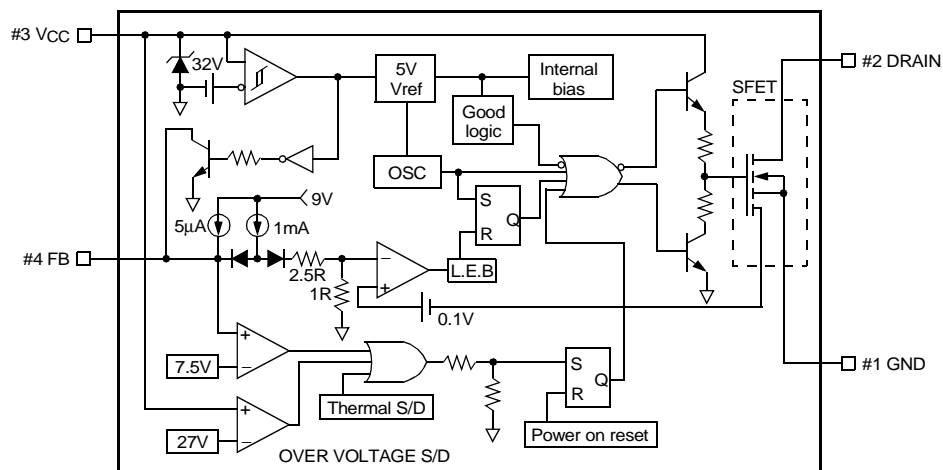 #3 VCC
32V
5V
Vref
Internal
bias
#2 DRAIN
SFET
Good
logic
OSC
9V
5μA
1mA
S
Q
R
#4 FB
2.5R
1R
−
+
L.E.B
0.1V
+
7.5V
−
S
Q
R
#1 GND
Thermal S/D
+
27V
−
Power on reset
OVER VOLTAGE S/D